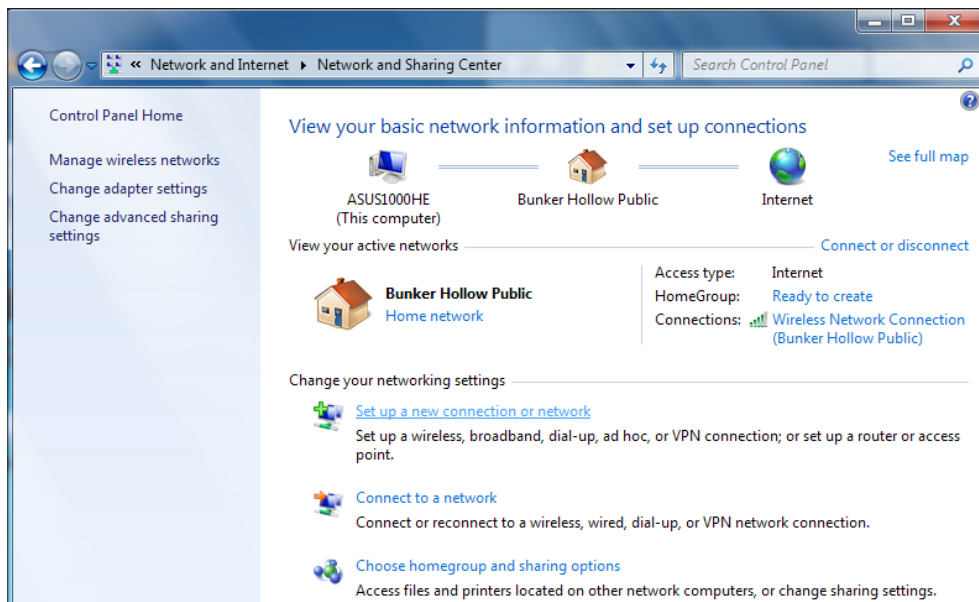 « Network and Internet ▸ Network and Sharing Center
Search Control Panel
Control Panel Home
Manage wireless networks
Change adapter settings
Change advanced sharing
settings
View your basic network information and set up connections
See full map
ASUS1000HE
(This computer)
Bunker Hollow Public
Internet
View your active networks
Connect or disconnect
Bunker Hollow Public
Home network
Access type: Internet
HomeGroup: Ready to create
Connections: Wireless Network Connection
(Bunker Hollow Public)
Change your networking settings
Set up a new connection or network
Set up a wireless, broadband, dial-up, ad hoc, or VPN connection; or set up a router or access
point.
Connect to a network
Connect or reconnect to a wireless, wired, dial-up, or VPN network connection.
Choose homegroup and sharing options
Access files and printers located on other network computers, or change sharing settings.